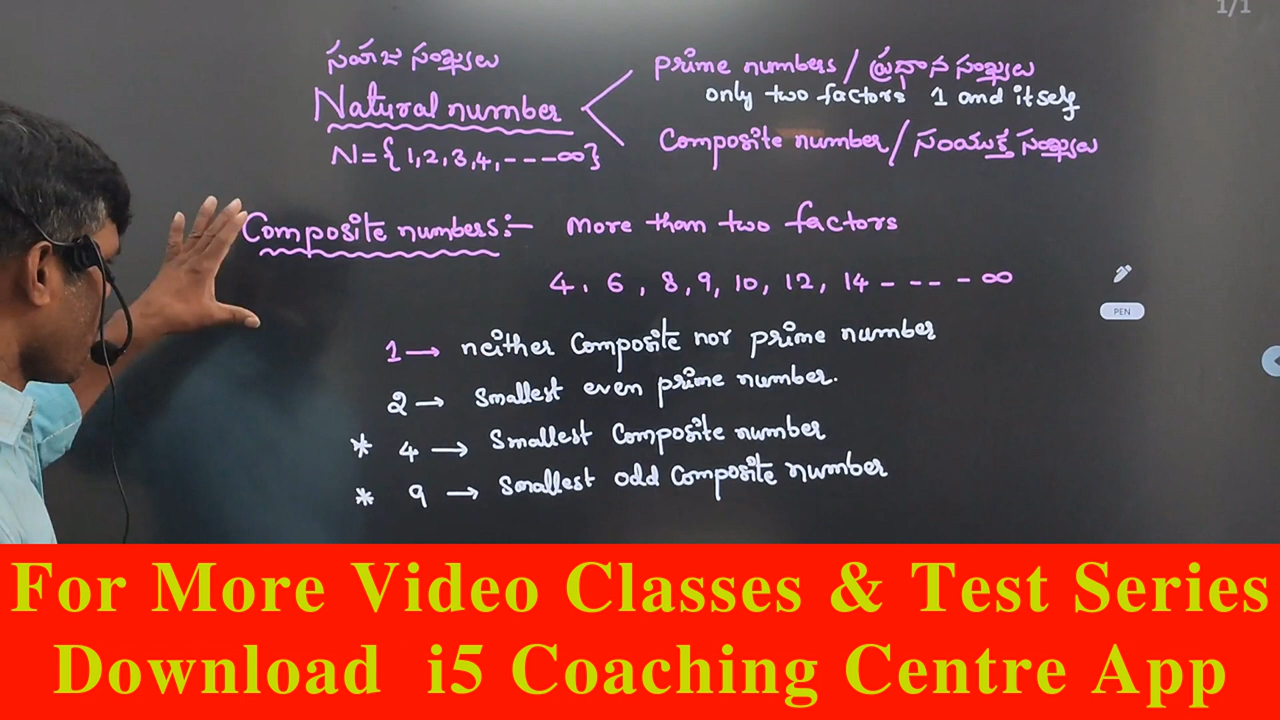 1/1
సహజ సంఖ్యలు
Natural number
N={1,2,3,4,----∞}
prime numbers / ప్రధాన సంఖ్యలు
only two factors 1 and itself
Composite number / సంయుక్త సంఖ్యలు
Composite numbers:- More than two factors
4, 6, 8, 9, 10, 12, 14 - - - - ∞
PEN
1 → neither Composite nor prime number
2 → Smallest even prime number.
* 4 → Smallest Composite number
* 9 → Smallest odd Composite number
For More Video Classes & Test Series
Download i5 Coaching Centre App